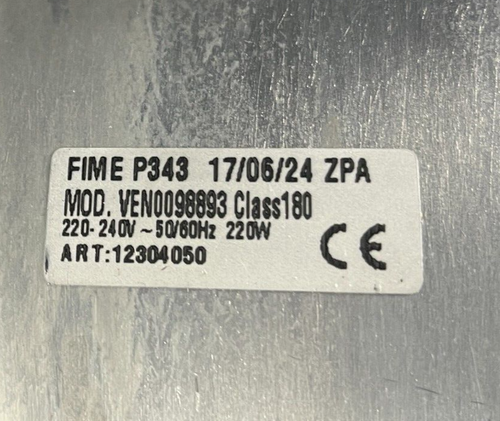 FIME P343 17/06/24 ZPA
MOD. VEN0098893 Class180
220-240V ~ 50/60Hz 220W
ART:12304050
CE